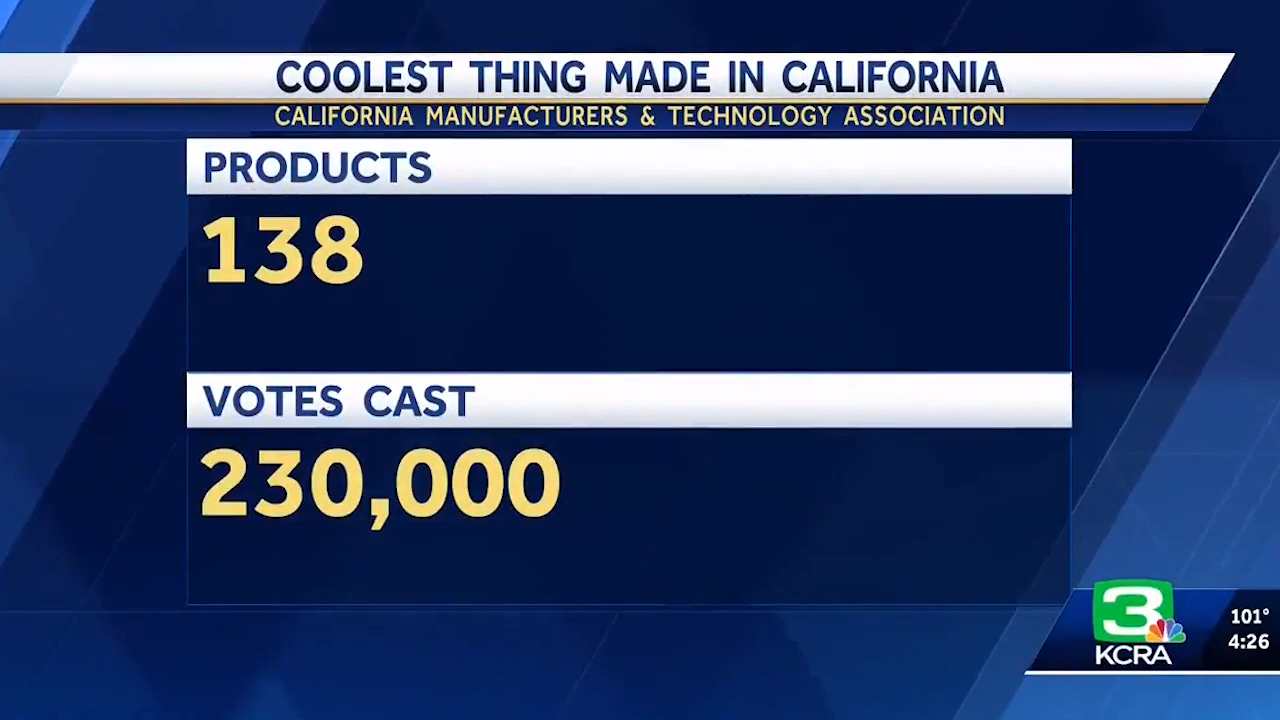 COOLEST THING MADE IN CALIFORNIA
CALIFORNIA MANUFACTURERS & TECHNOLOGY ASSOCIATION
PRODUCTS
138
VOTES CAST
230,000
3
KCRA
101°
4:26